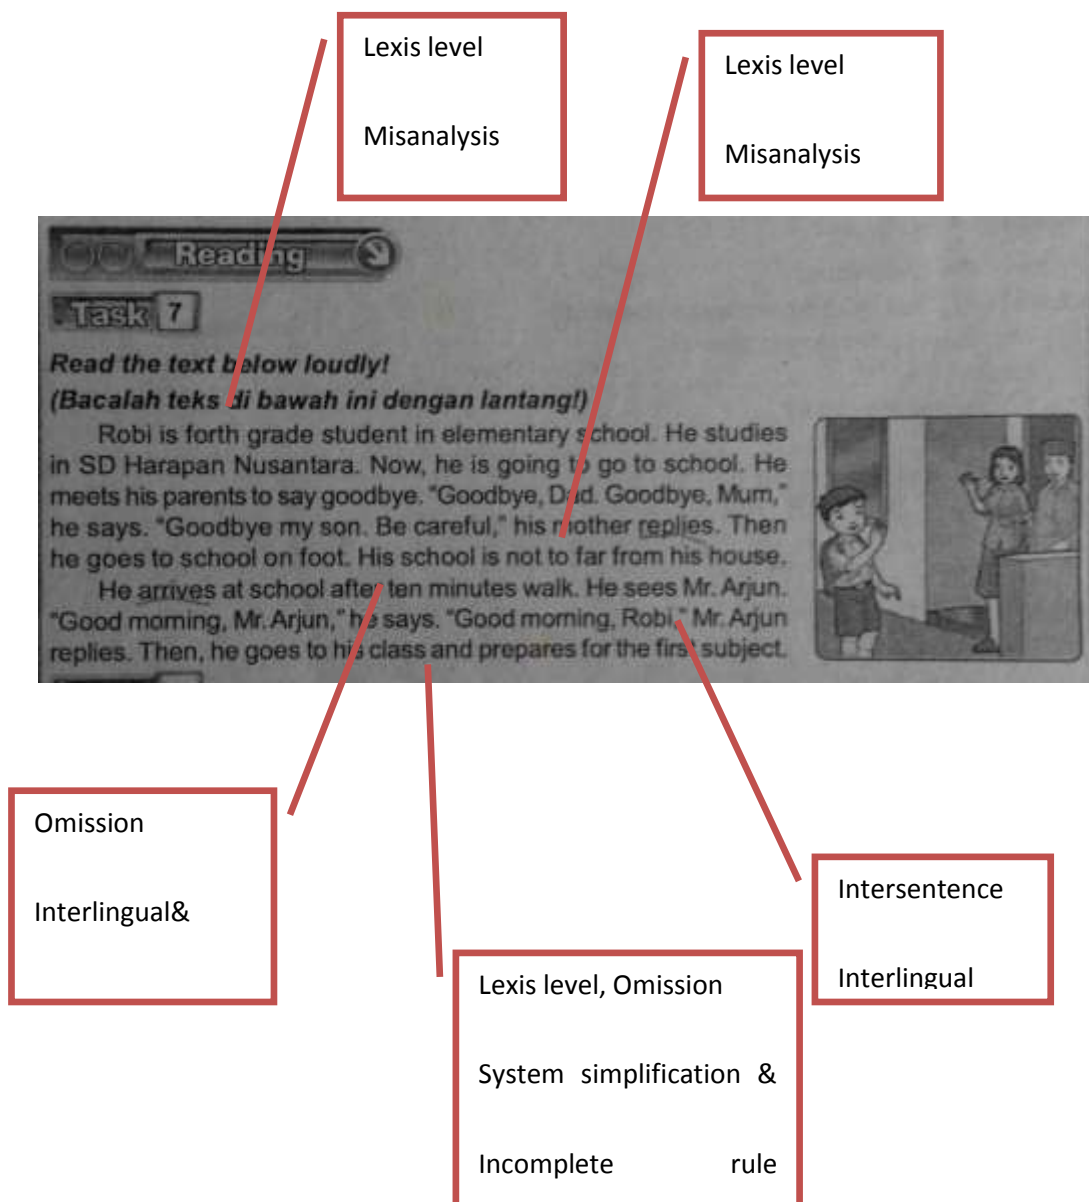 Lexis level
Misanalysis
Lexis level
Misanalysis
Reading
Task 7
Read the text below loudly!
(Bacalah teks di bawah ini dengan lantang!)
Robi is forth grade student in elementary school. He studies
in SD Harapan Nusantara. Now, he is going to go to school. He
meets his parents to say goodbye. "Goodbye, Dad. Goodbye, Mum,"
he says. "Goodbye my son. Be careful," his mother replies. Then
he goes to school on foot. His school is not to far from his house.
He arrives at school after ten minutes walk. He sees Mr. Arjun.
"Good morning, Mr. Arjun," he says. "Good morning, Robi," Mr. Arjun
replies. Then, he goes to his class and prepares for the first subject.
Omission
Interlingual&
Intersentence
Interlingual
Lexis level, Omission
System simplification &
Incomplete rule